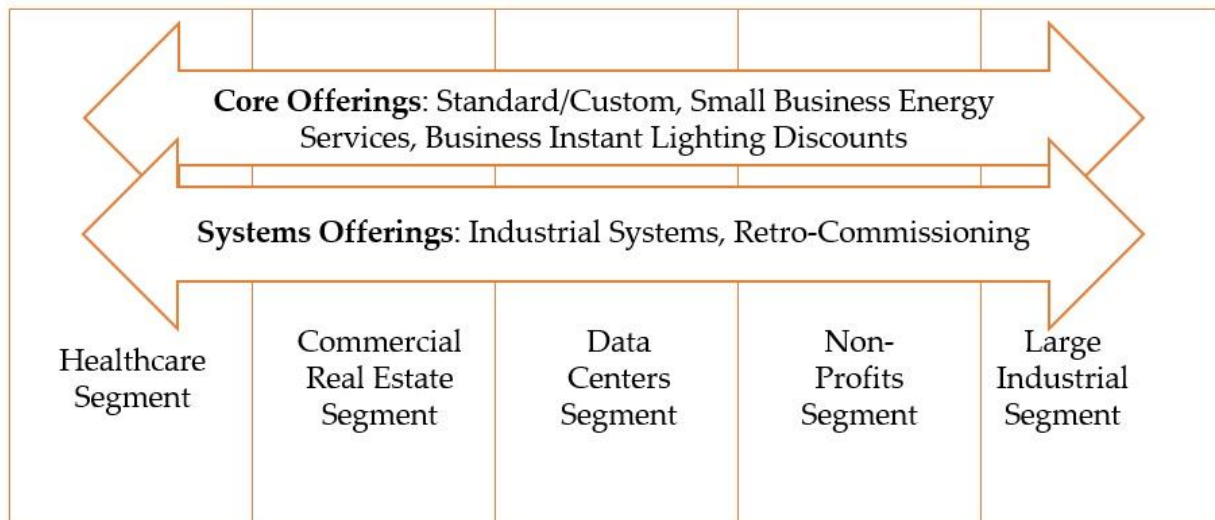 Core Offerings: Standard/Custom, Small Business Energy
Services, Business Instant Lighting Discounts
Systems Offerings: Industrial Systems, Retro-Commissioning
Healthcare
Segment
Commercial
Real Estate
Segment
Data
Centers
Segment
Non-
Profits
Segment
Large
Industrial
Segment